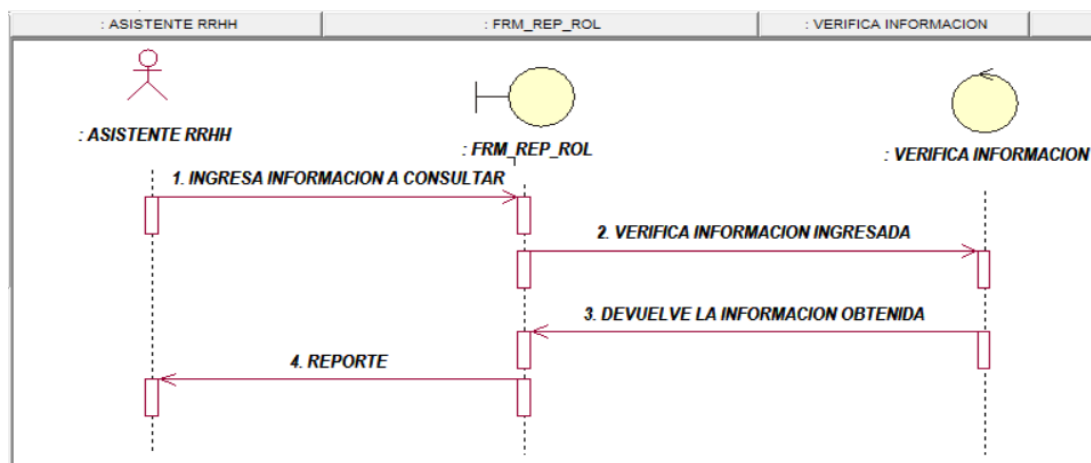 : ASISTENTE RRHH
: FRM_REP_ROL
: VERIFICA INFORMACION
: ASISTENTE RRHH
: FRM_REP_ROL
: VERIFICA INFORMACION
1. INGRESA INFORMACION A CONSULTAR
2. VERIFICA INFORMACION INGRESADA
3. DEVUELVE LA INFORMACION OBTENIDA
4. REPORTE